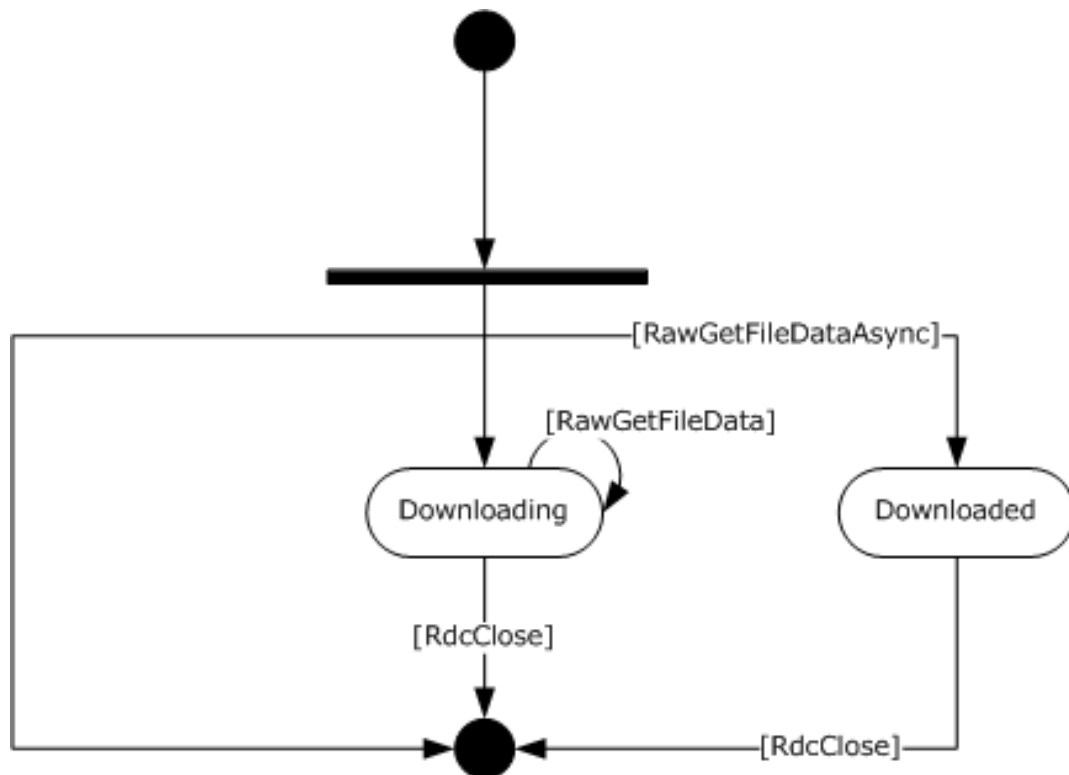 [RawGetFileDataAsync]
[RawGetFileData]
Downloading
Downloaded
[RdcClose]
[RdcClose]